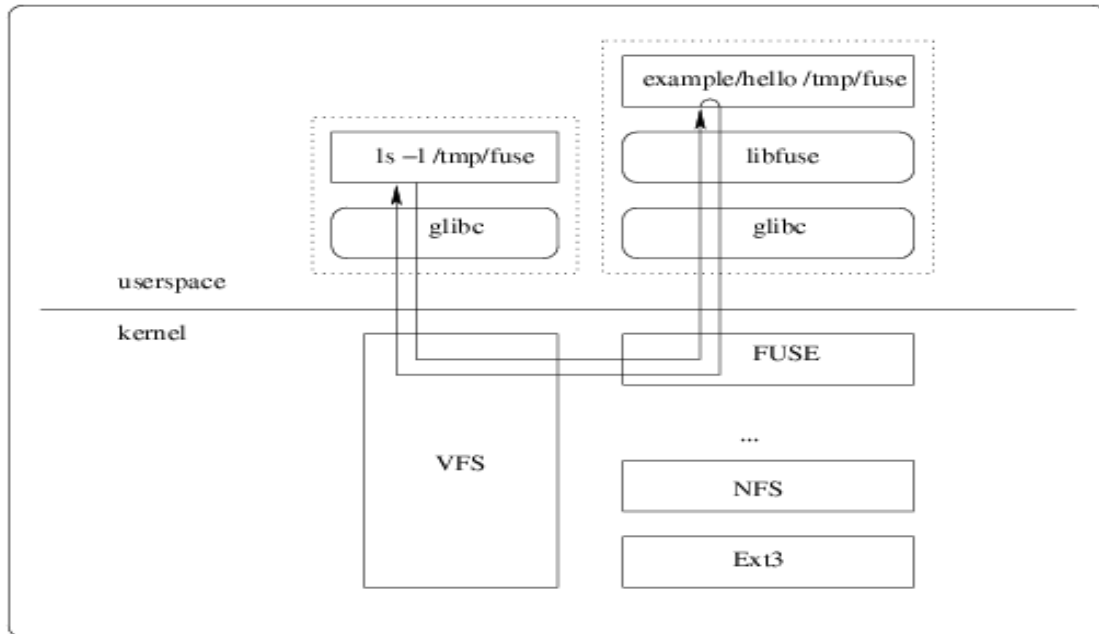 example/hello /tmp/fuse
ls –l /tmp/fuse
libfuse
glibc
glibc
userspace
kernel
FUSE
...
VFS
NFS
Ext3